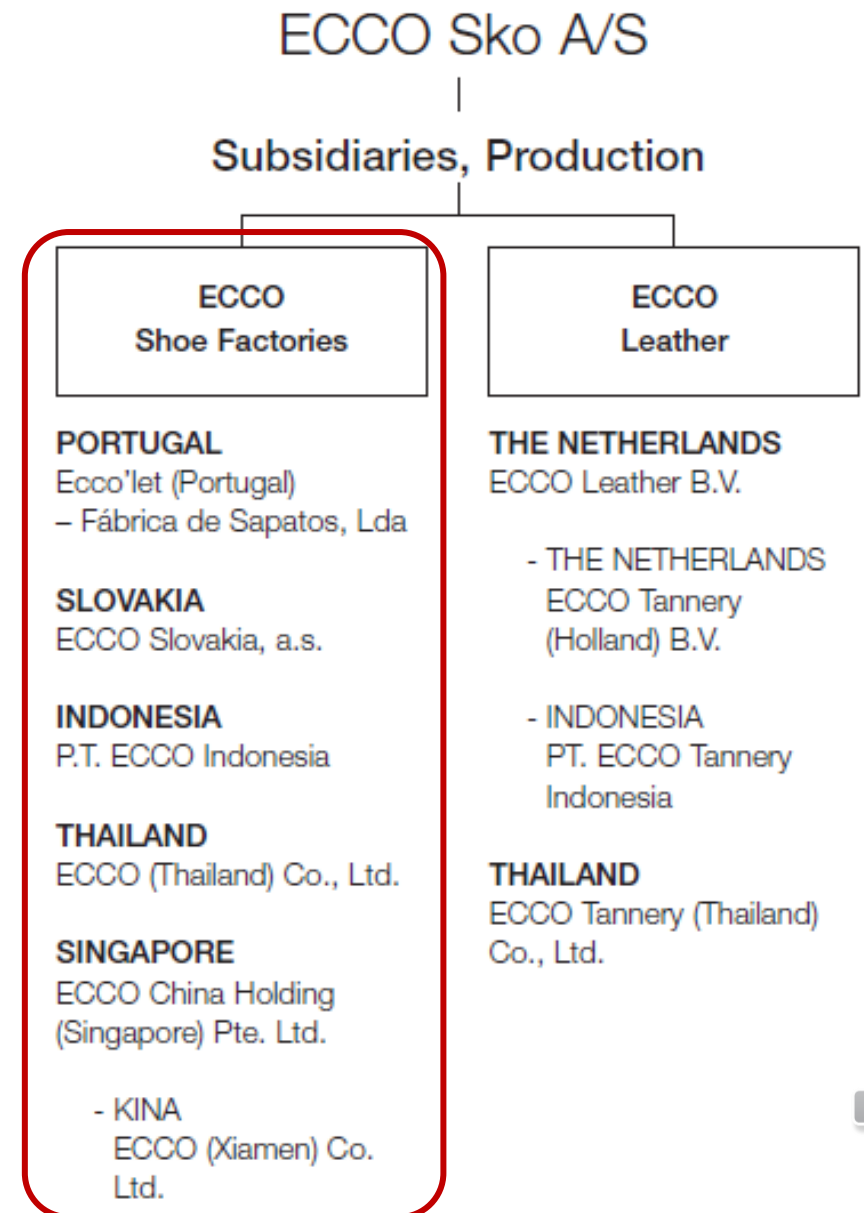 ECCO Sko A/S
Subsidiaries, Production
ECCO
Shoe Factories
PORTUGAL
Ecco'let (Portugal)
– Fábrica de Sapatos, Lda
SLOVAKIA
ECCO Slovakia, a.s.
INDONESIA
P.T. ECCO Indonesia
THAILAND
ECCO (Thailand) Co., Ltd.
SINGAPORE
ECCO China Holding
(Singapore) Pte. Ltd.
- KINA
ECCO (Xiamen) Co.
Ltd.
ECCO
Leather
THE NETHERLANDS
ECCO Leather B.V.
- THE NETHERLANDS
ECCO Tannery
(Holland) B.V.
- INDONESIA
PT. ECCO Tannery
Indonesia
THAILAND
ECCO Tannery (Thailand)
Co., Ltd.